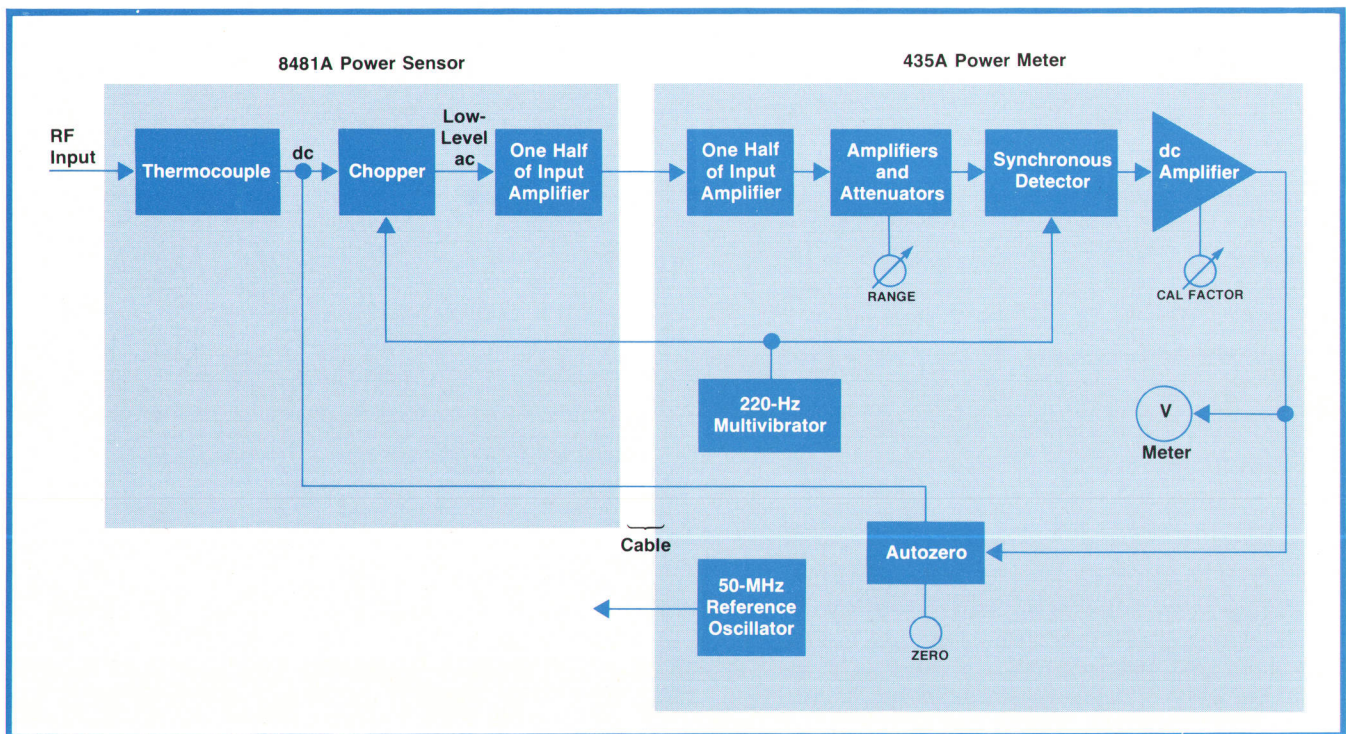 8481A Power Sensor
435A Power Meter
RF
Input
Thermocouple
dc
Chopper
Low-
Level
ac
One Half
of Input
Amplifier
One Half
of Input
Amplifier
Amplifiers
and
Attenuators
Synchronous
Detector
dc
Amplifier
RANGE
CAL FACTOR
220-Hz
Multivibrator
V
Meter
Cable
Autozero
50-MHz
Reference
Oscillator
ZERO